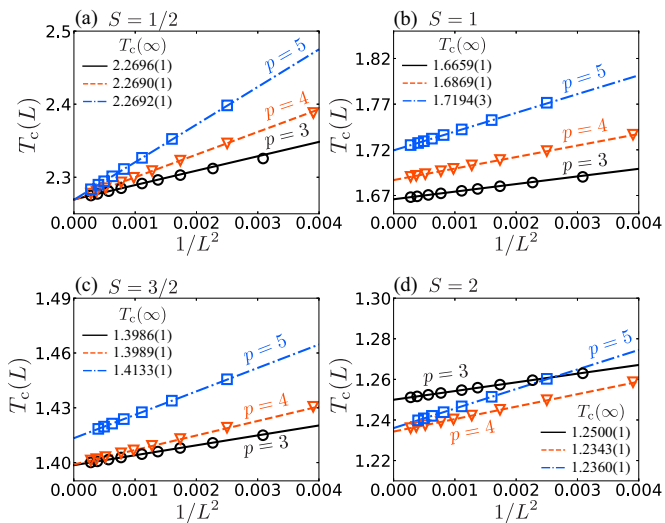 (a) S = 1/2
T_c(∞)
2.2696(1)
2.2690(1)
2.2692(1)
p = 5
p = 4
p = 3
T_c(L)
2.5
2.4
2.3
0.000 0.001 0.002 0.003 0.004
1/L^2
(b) S = 1
T_c(∞)
1.6659(1)
1.6869(1)
1.7194(3)
p = 5
p = 4
p = 3
T_c(L)
1.82
1.77
1.72
1.67
0.000 0.001 0.002 0.003 0.004
1/L^2
(c) S = 3/2
T_c(∞)
1.3986(1)
1.3989(1)
1.4133(1)
p = 5
p = 4
p = 3
T_c(L)
1.49
1.46
1.43
1.40
0.000 0.001 0.002 0.003 0.004
1/L^2
(d) S = 2
p = 3
p = 5
p = 4
T_c(∞)
1.2500(1)
1.2343(1)
1.2360(1)
T_c(L)
1.30
1.28
1.26
1.24
1.22
0.000 0.001 0.002 0.003 0.004
1/L^2